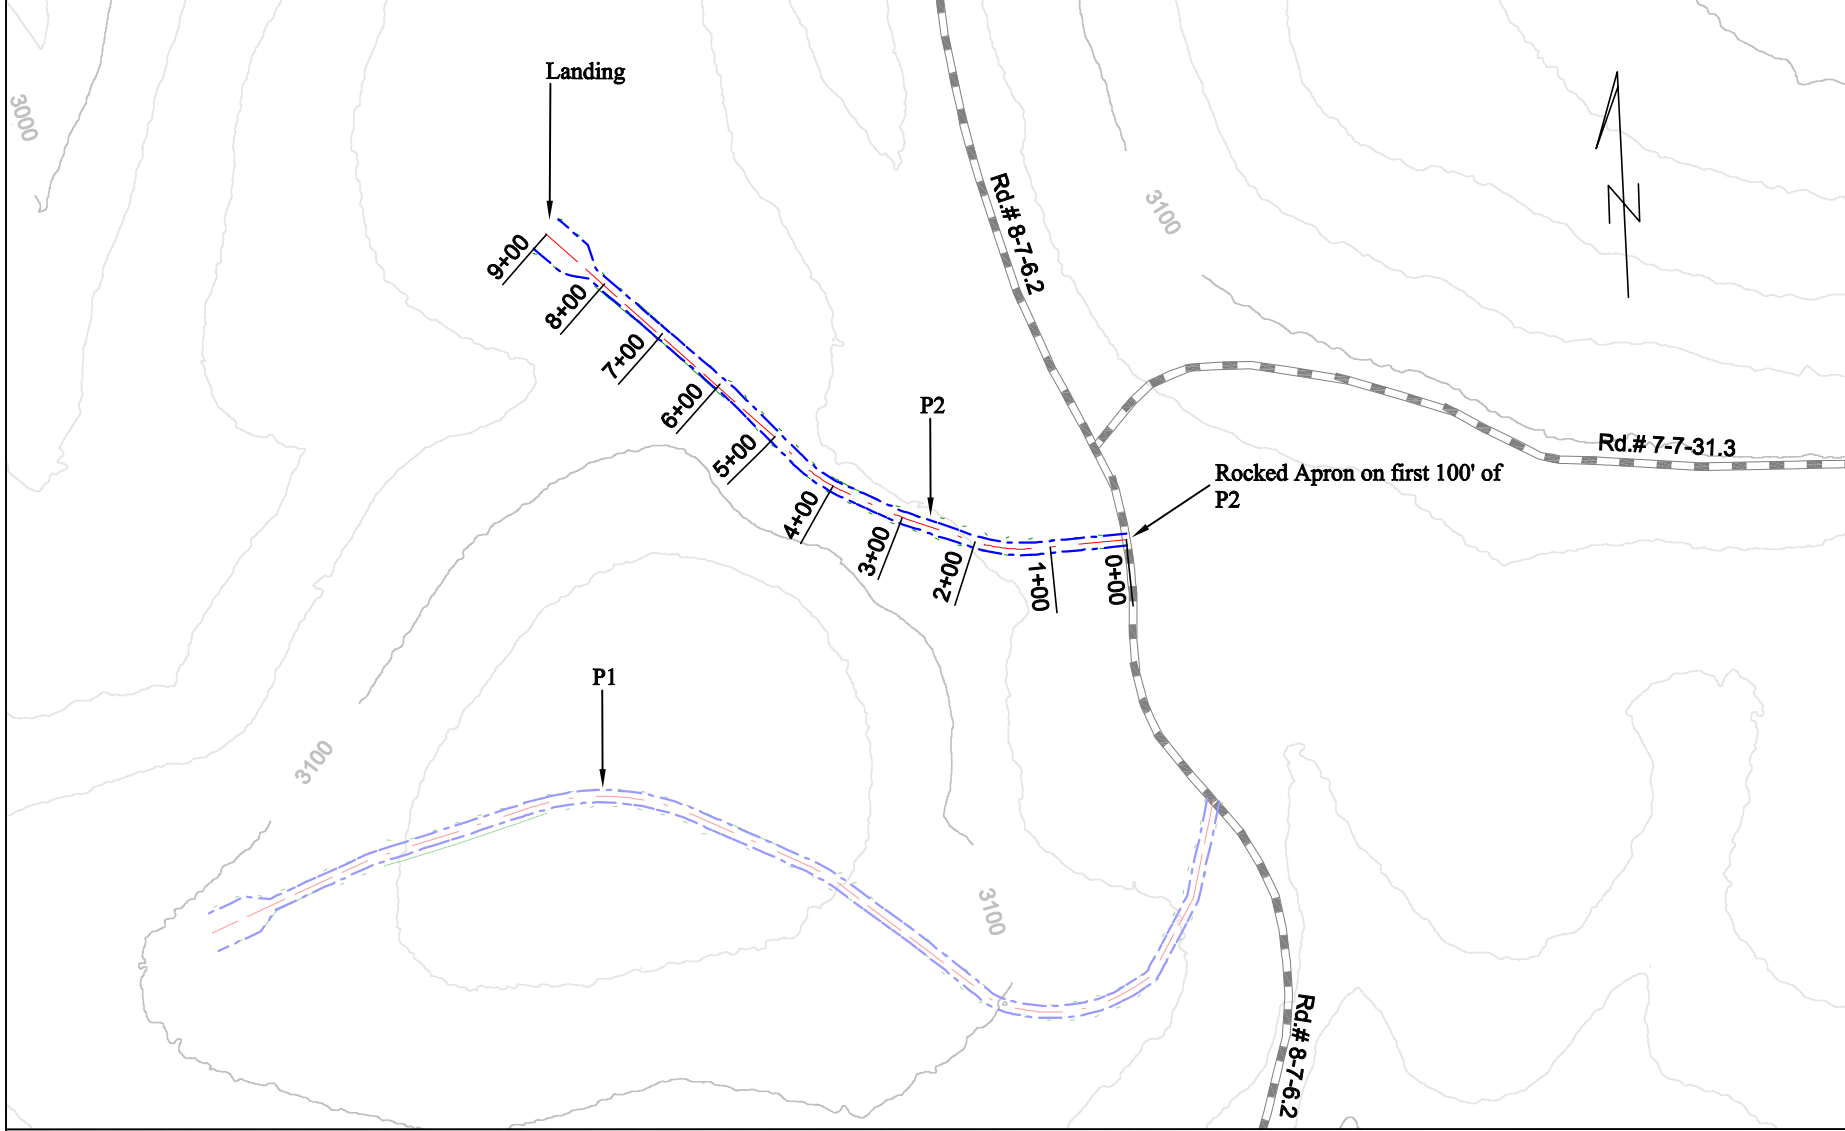 Landing
3000
Rd.# 8-7-6.2
3100
N
9+00
8+00
7+00
6+00
5+00
4+00
3+00
2+00
1+00
0+00
P2
Rd.# 7-7-31.3
Rocked Apron on first 100' of
P2
P1
3100
3100
Rd.# 8-7-6.2